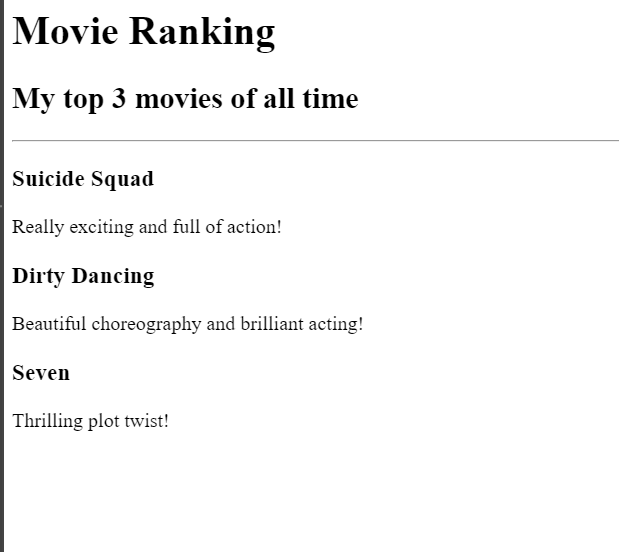 Movie Ranking
My top 3 movies of all time
Suicide Squad
Really exciting and full of action!
Dirty Dancing
Beautiful choreography and brilliant acting!
Seven
Thrilling plot twist!